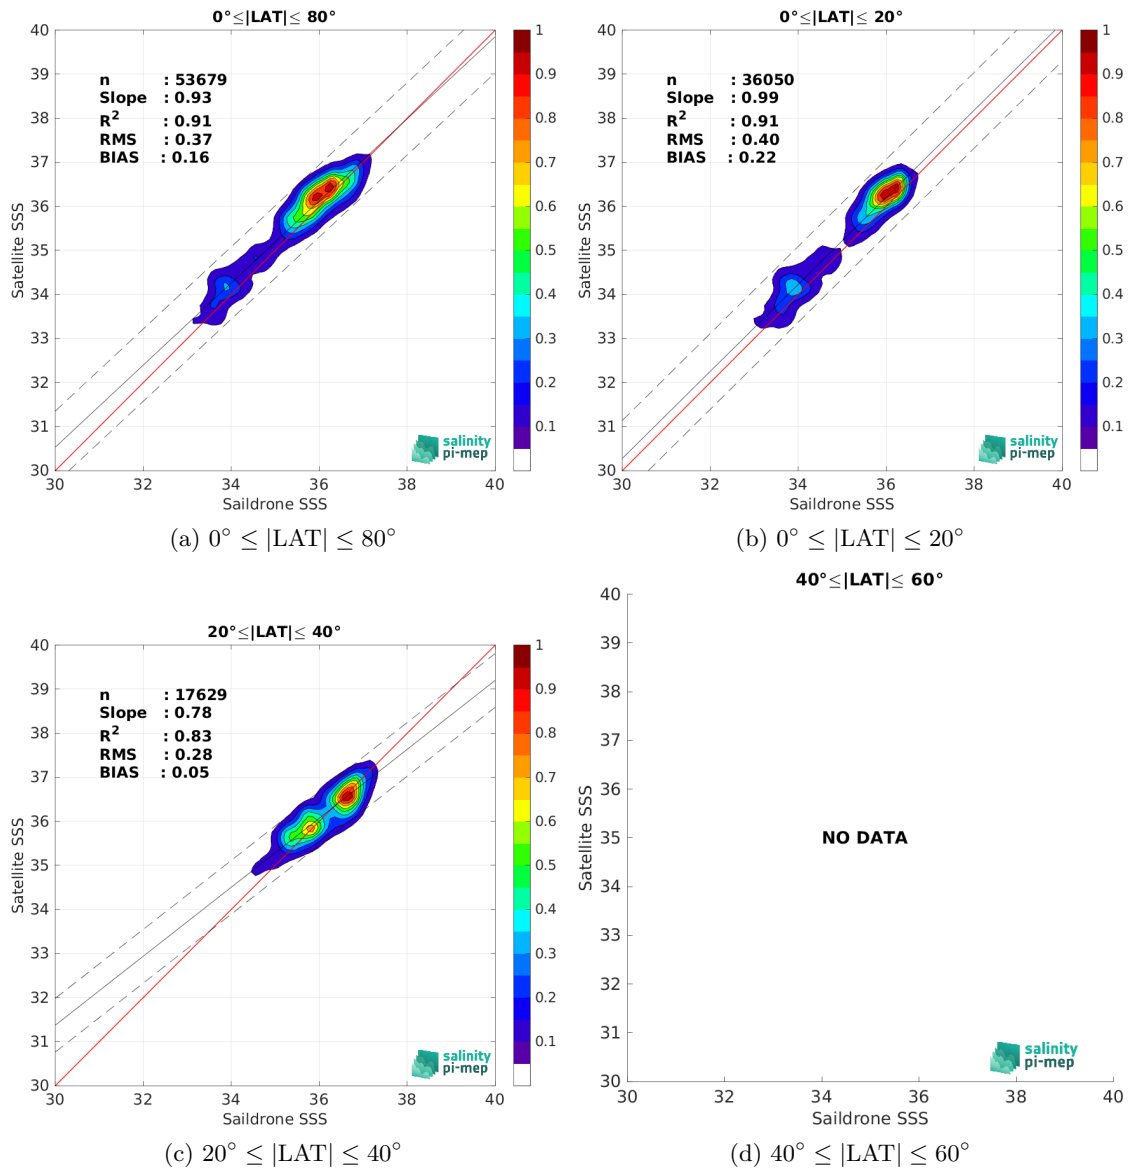 0°≤|LAT|≤ 80°
40
39
38
37
36
35
34
33
32
31
30
Satellite SSS
n : 53679
Slope : 0.93
R² : 0.91
RMS : 0.37
BIAS : 0.16
salinity
pi-mep
30 32 34 36 38 40
Saildrone SSS
1
0.9
0.8
0.7
0.6
0.5
0.4
0.3
0.2
0.1
(a) 0° ≤ |LAT| ≤ 80°
0°≤|LAT|≤ 20°
40
39
38
37
36
35
34
33
32
31
30
Satellite SSS
n : 36050
Slope : 0.99
R² : 0.91
RMS : 0.40
BIAS : 0.22
salinity
pi-mep
30 32 34 36 38 40
Saildrone SSS
1
0.9
0.8
0.7
0.6
0.5
0.4
0.3
0.2
0.1
(b) 0° ≤ |LAT| ≤ 20°
20°≤|LAT|≤ 40°
40
39
38
37
36
35
34
33
32
31
30
Satellite SSS
n : 17629
Slope : 0.78
R² : 0.83
RMS : 0.28
BIAS : 0.05
salinity
pi-mep
30 32 34 36 38 40
Saildrone SSS
1
0.9
0.8
0.7
0.6
0.5
0.4
0.3
0.2
0.1
(c) 20° ≤ |LAT| ≤ 40°
40°≤|LAT|≤ 60°
40
39
38
37
36
35
34
33
32
31
30
Satellite SSS
NO DATA
salinity
pi-mep
30 32 34 36 38 40
Saildrone SSS
(d) 40° ≤ |LAT| ≤ 60°